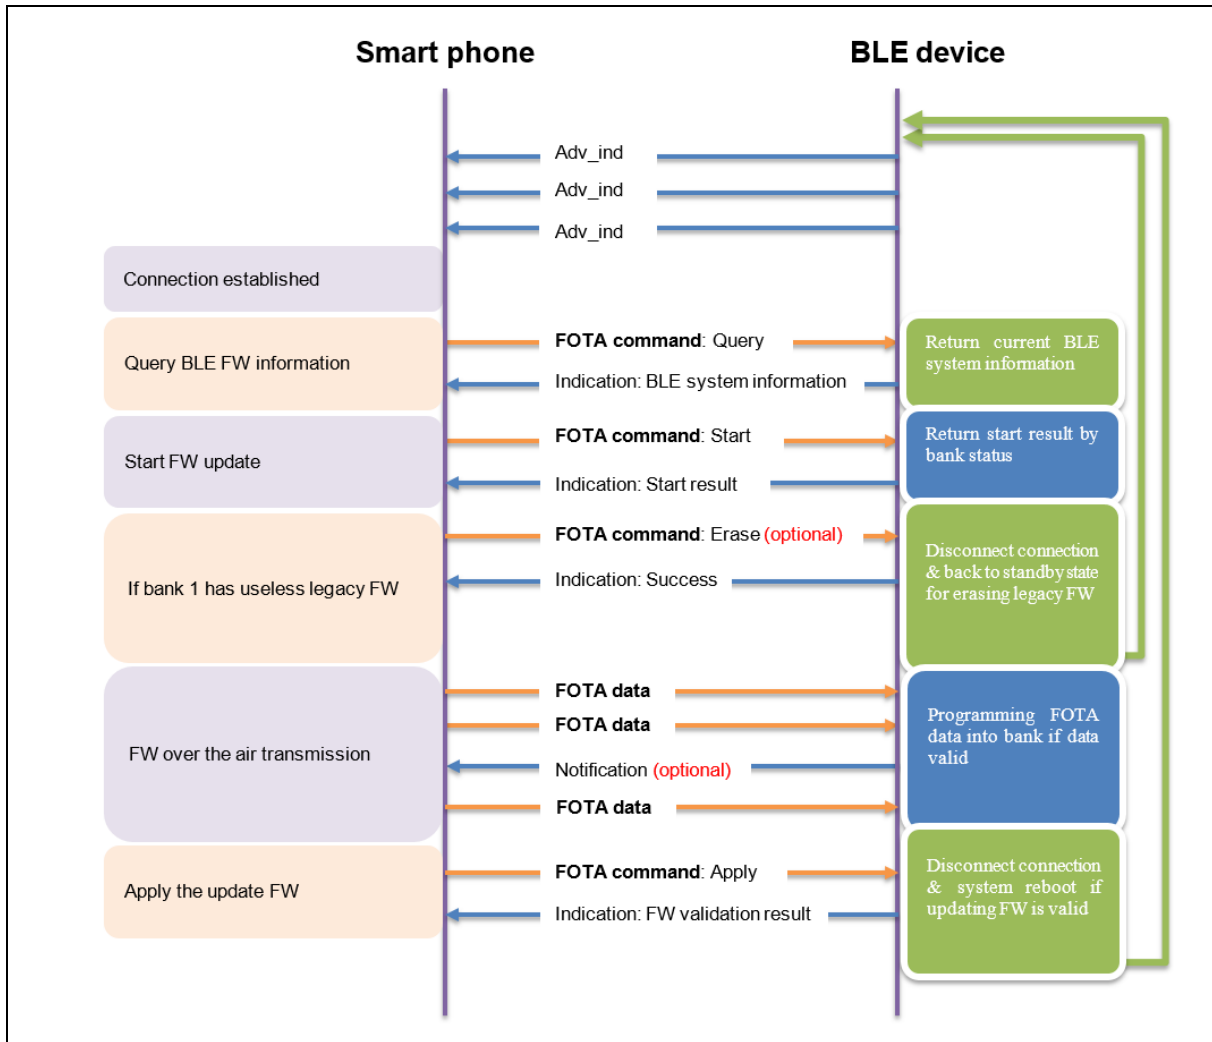 Smart phone
BLE device
Adv_ind
Adv_ind
Adv_ind
Connection established
Query BLE FW information
FOTA command: Query
Indication: BLE system information
Return current BLE
system information
Start FW update
FOTA command: Start
Indication: Start result
Return start result by
bank status
If bank 1 has useless legacy FW
FOTA command: Erase (optional)
Indication: Success
Disconnect connection
& back to standby state
for erasing legacy FW
FW over the air transmission
FOTA data
FOTA data
Notification (optional)
FOTA data
Programming FOTA
data into bank if data
valid
Apply the update FW
FOTA command: Apply
Indication: FW validation result
Disconnect connection
& system reboot if
updating FW is valid